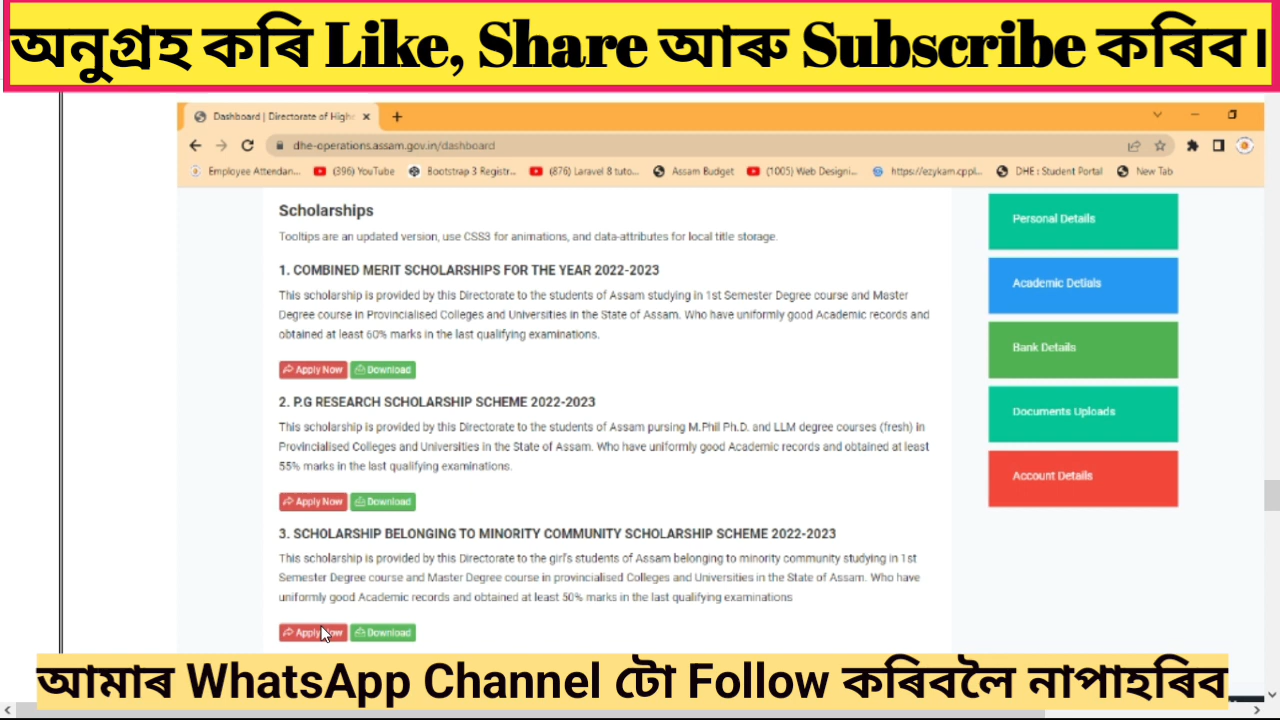 অনুগ্ৰহ কৰি Like, Share আৰু Subscribe কৰিব।
Dashboard | Directorate of High
dhe-operations.assam.gov.in/dashboard
Employee Attendan... (396) YouTube Bootstrap 3 Registr... (876) Laravel 8 tuto... Assam Budget (1005) Web Designi... https://ezykam.cppl... DHE : Student Portal New Tab
Scholarships
Tooltips are an updated version, use CSS3 for animations, and data-attributes for local title storage.
1. COMBINED MERIT SCHOLARSHIPS FOR THE YEAR 2022-2023
This scholarship is provided by this Directorate to the students of Assam studying in 1st Semester Degree course and Master
Degree course in Provincialised Colleges and Universities in the State of Assam. Who have uniformly good Academic records and
obtained at least 60% marks in the last qualifying examinations.
Apply Now Download
2. P.G RESEARCH SCHOLARSHIP SCHEME 2022-2023
This scholarship is provided by this Directorate to the students of Assam pursing M.Phil Ph.D. and LLM degree courses (fresh) in
Provincialised Colleges and Universities in the State of Assam. Who have uniformly good Academic records and obtained at least
55% marks in the last qualifying examinations.
Apply Now Download
3. SCHOLARSHIP BELONGING TO MINORITY COMMUNITY SCHOLARSHIP SCHEME 2022-2023
This scholarship is provided by this Directorate to the girl's students of Assam belonging to minority community studying in 1st
Semester Degree course and Master Degree course in provincialised Colleges and Universities in the State of Assam. Who have
uniformly good Academic records and obtained at least 50% marks in the last qualifying examinations
Apply Now Download
Personal Details
Academic Detials
Bank Details
Documents Uploads
Account Details
আমাৰ WhatsApp Channel টো Follow কৰিবলৈ নাপাহৰিব